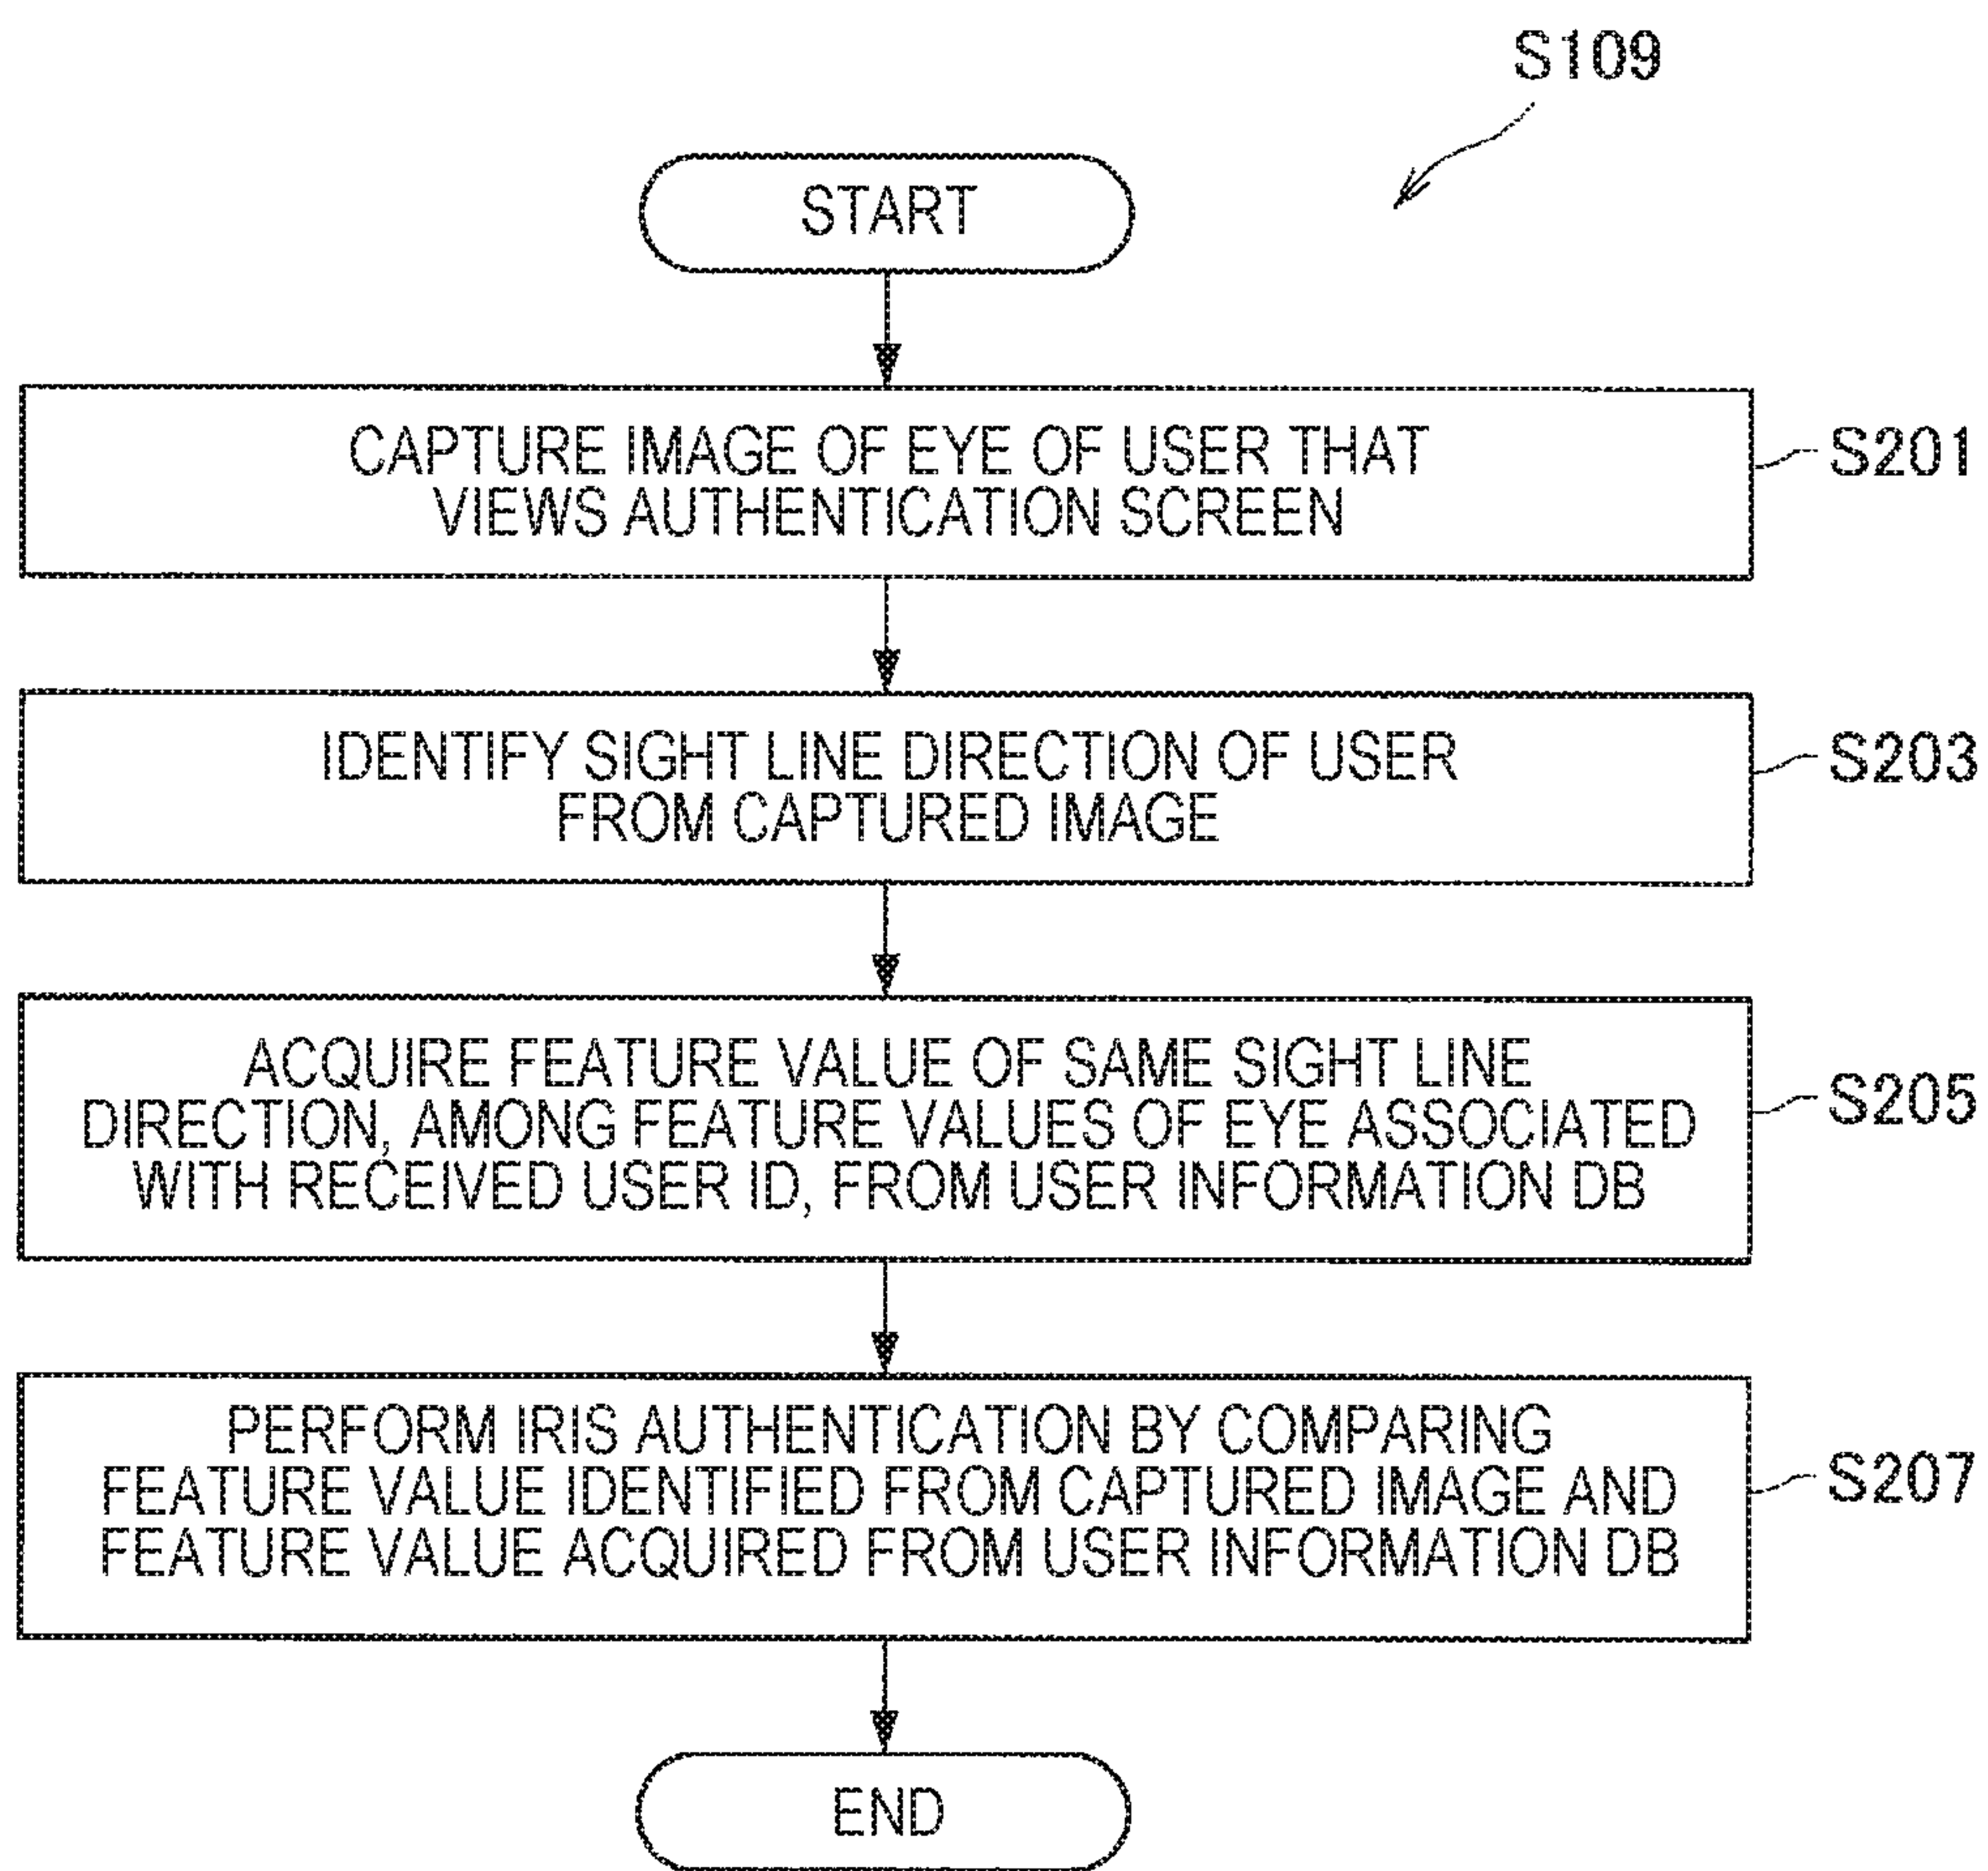 S109
START
CAPTURE IMAGE OF EYE OF USER THAT
VIEWS AUTHENTICATION SCREEN
S201
IDENTIFY SIGHT LINE DIRECTION OF USER
FROM CAPTURED IMAGE
S203
ACQUIRE FEATURE VALUE OF SAME SIGHT LINE
DIRECTION, AMONG FEATURE VALUES OF EYE ASSOCIATED
WITH RECEIVED USER ID, FROM USER INFORMATION DB
S205
PERFORM IRIS AUTHENTICATION BY COMPARING
FEATURE VALUE IDENTIFIED FROM CAPTURED IMAGE AND
FEATURE VALUE ACQUIRED FROM USER INFORMATION DB
S207
END